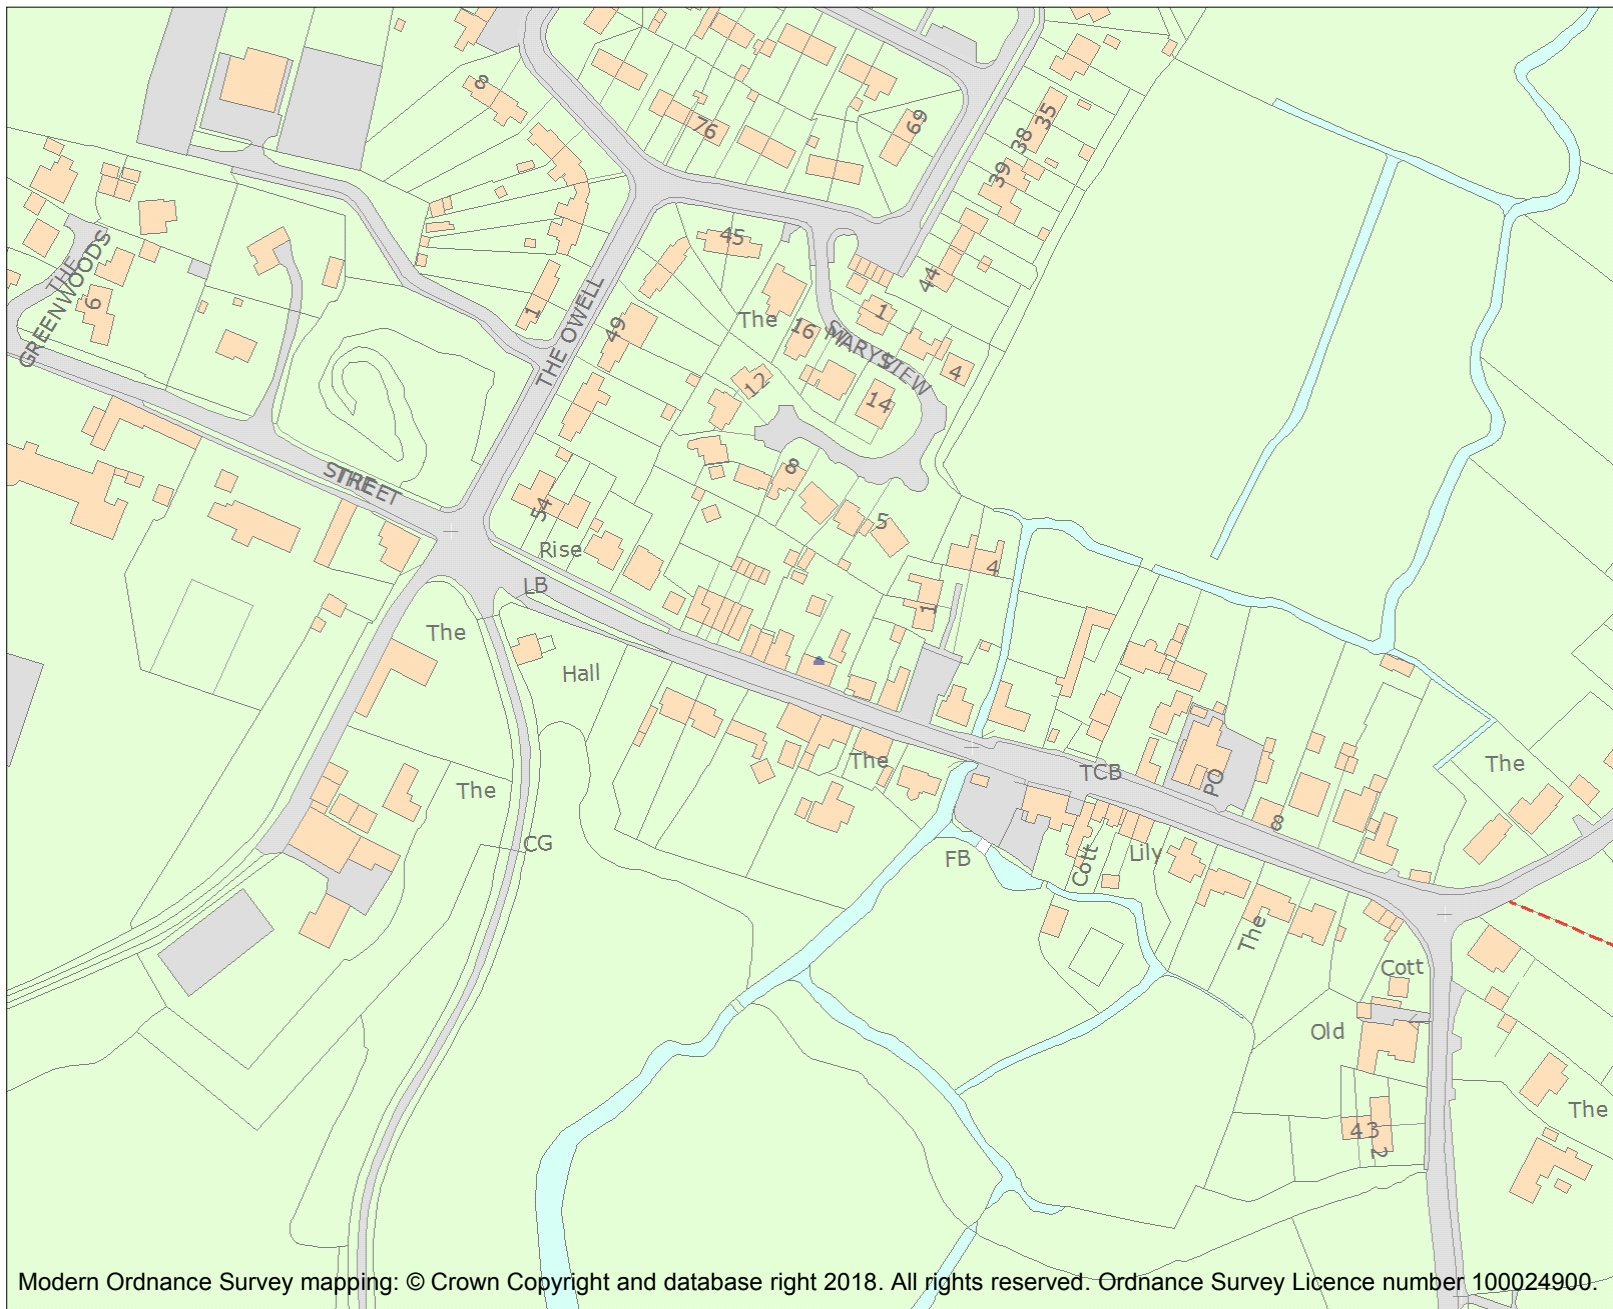 8
76
69
35
38
39
44
45
THE
GREENWOODS
6
1
THE OWELL
49
The
16
1
ST
MARY'S
VIEW
4
12
14
THE
STREET
8
54
5
Rise
LB
4
1
The
Hall
The
CG
The
TCB
PO
The
8
FB
Cott
Lily
The
Cott
Old
The
43
2
Modern Ordnance Survey mapping: © Crown Copyright and database right 2018. All rights reserved. Ordnance Survey Licence number 100024900.